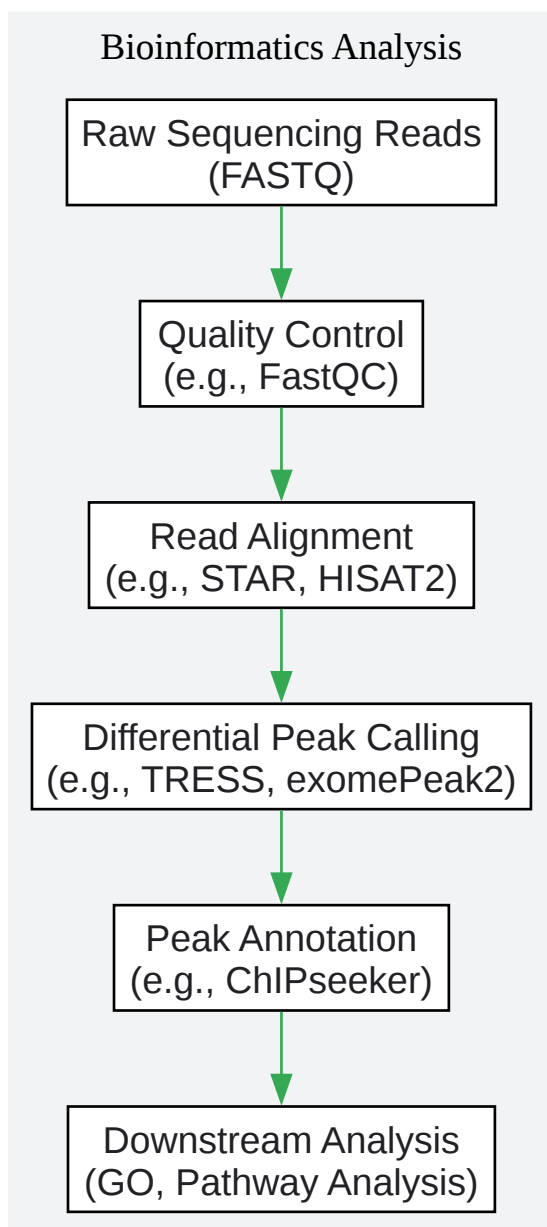 Bioinformatics Analysis
Raw Sequencing Reads
(FASTQ)
Quality Control
(e.g., FastQC)
Read Alignment
(e.g., STAR, HISAT2)
Differential Peak Calling
(e.g., TRESS, exomePeak2)
Peak Annotation
(e.g., ChIPseeker)
Downstream Analysis
(GO, Pathway Analysis)